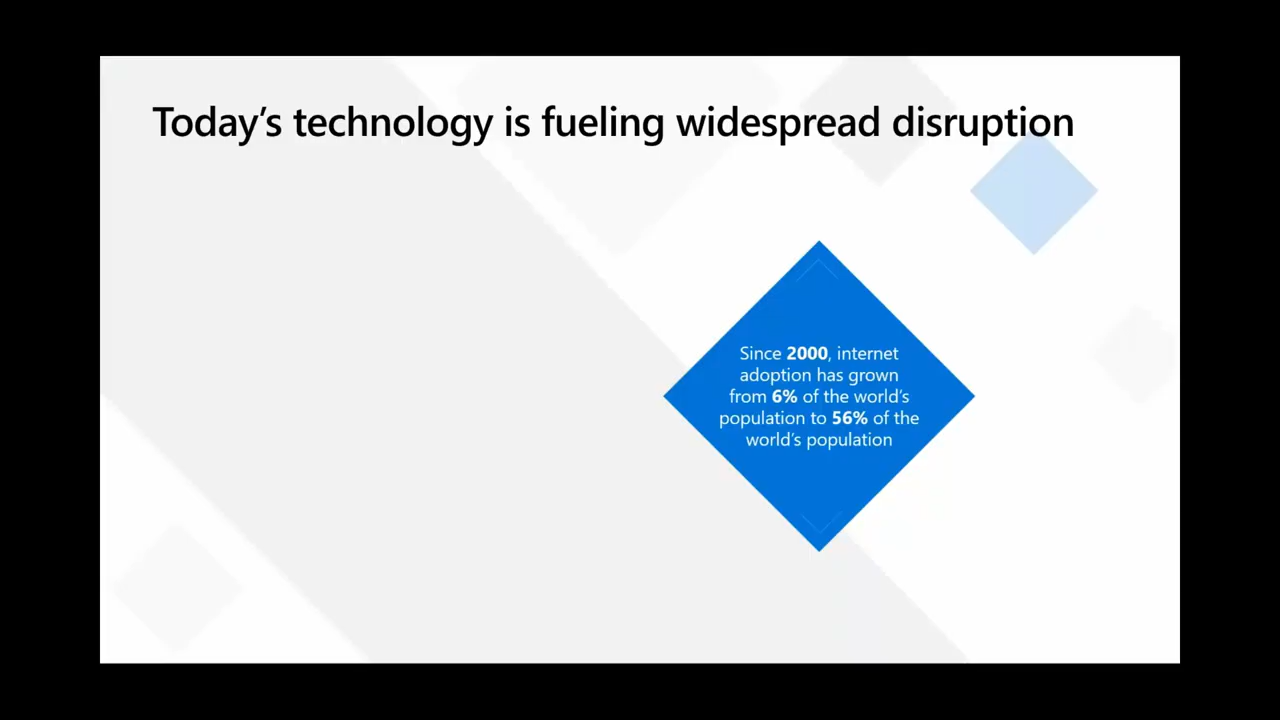 Today’s technology is fueling widespread disruption
Since 2000, internet
adoption has grown
from 6% of the world’s
population to 56% of the
world’s population